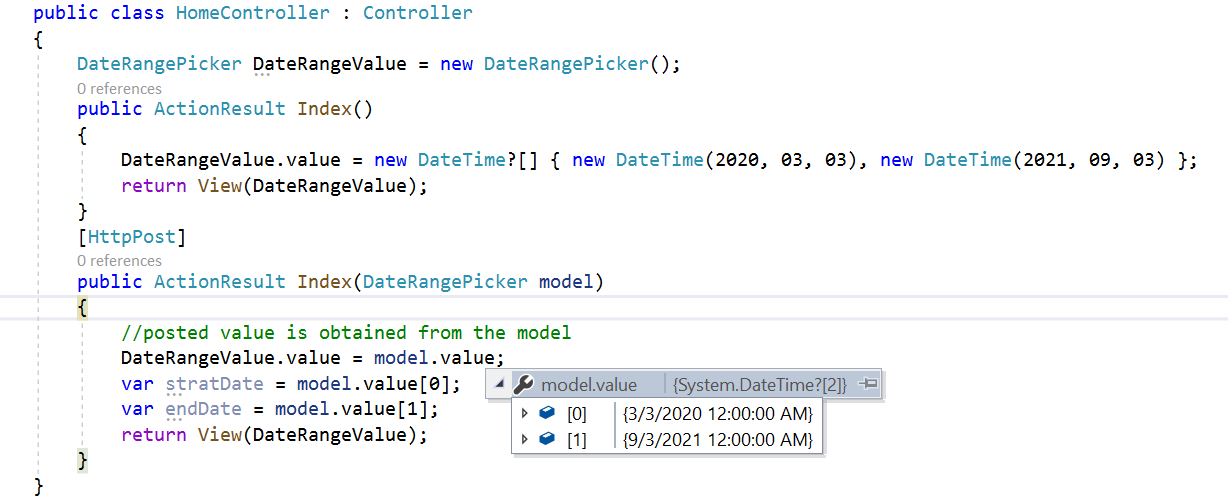 public class HomeController : Controller
{
DateRangePicker DateRangeValue = new DateRangePicker();
0 references
public ActionResult Index()
{
DateRangeValue.value = new DateTime?[] { new DateTime(2020, 03, 03), new DateTime(2021, 09, 03) };
return View(DateRangeValue);
}
[HttpPost]
0 references
public ActionResult Index(DateRangePicker model)
{
//posted value is obtained from the model
DateRangeValue.value = model.value;
var stratDate = model.value[0];
model.value {System.DateTime?[2]}
var endDate = model.value[1];
[0] {3/3/2020 12:00:00 AM}
return View(DateRangeValue);
[1] {9/3/2021 12:00:00 AM}
}
}